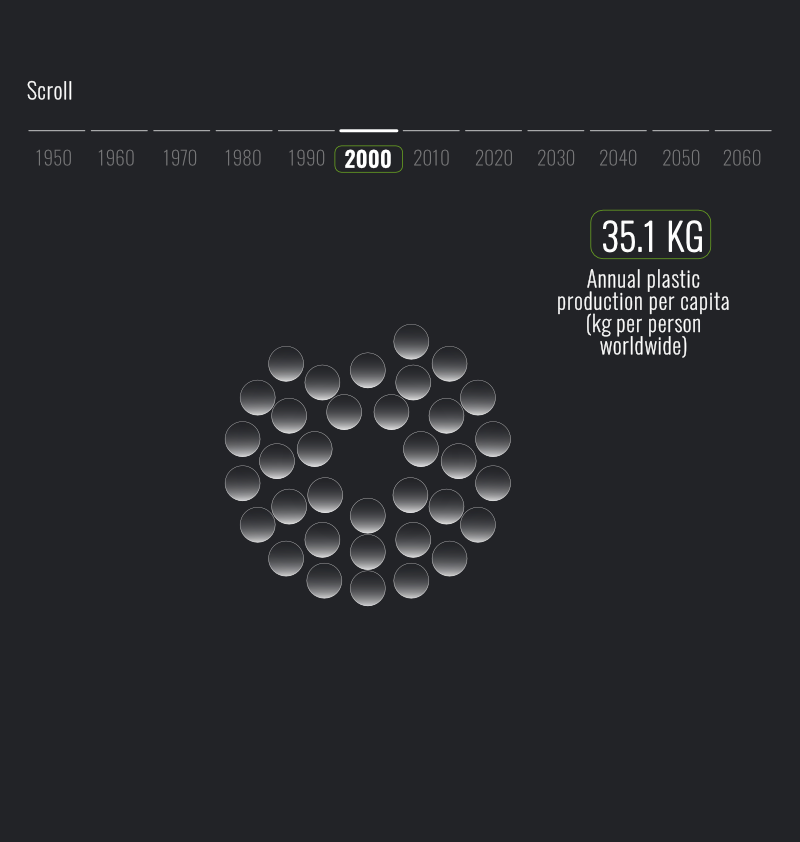 Scroll
1950 1960 1970 1980 1990 2000 2010 2020 2030 2040 2050 2060
35.1 KG
Annual plastic
production per capita
(kg per person
worldwide)